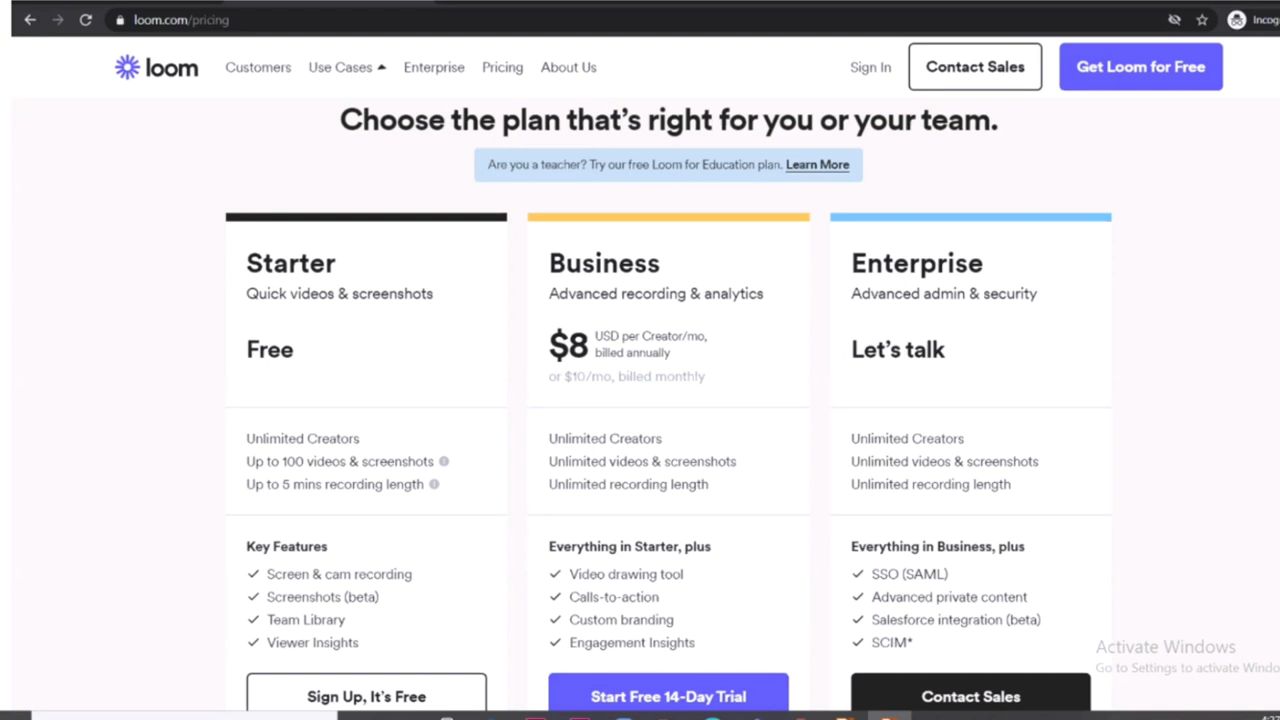 loom.com/pricing
Incog
loom
Customers
Use Cases
Enterprise
Pricing
About Us
Sign In
Contact Sales
Get Loom for Free
Choose the plan that's right for you or your team.
Are you a teacher? Try our free Loom for Education plan. Learn More
Starter
Quick videos & screenshots
Free
Unlimited Creators
Up to 100 videos & screenshots
Up to 5 mins recording length
Key Features
Screen & cam recording
Screenshots (beta)
Team Library
Viewer Insights
Sign Up, It's Free
Business
Advanced recording & analytics
$8 USD per Creator/mo,
billed annually
or $10/mo, billed monthly
Unlimited Creators
Unlimited videos & screenshots
Unlimited recording length
Everything in Starter, plus
Video drawing tool
Calls-to-action
Custom branding
Engagement Insights
Start Free 14-Day Trial
Enterprise
Advanced admin & security
Let's talk
Unlimited Creators
Unlimited videos & screenshots
Unlimited recording length
Everything in Business, plus
SSO (SAML)
Advanced private content
Salesforce integration (beta)
SCIM*
Contact Sales
Activate Windows
Go to Settings to activate Windo